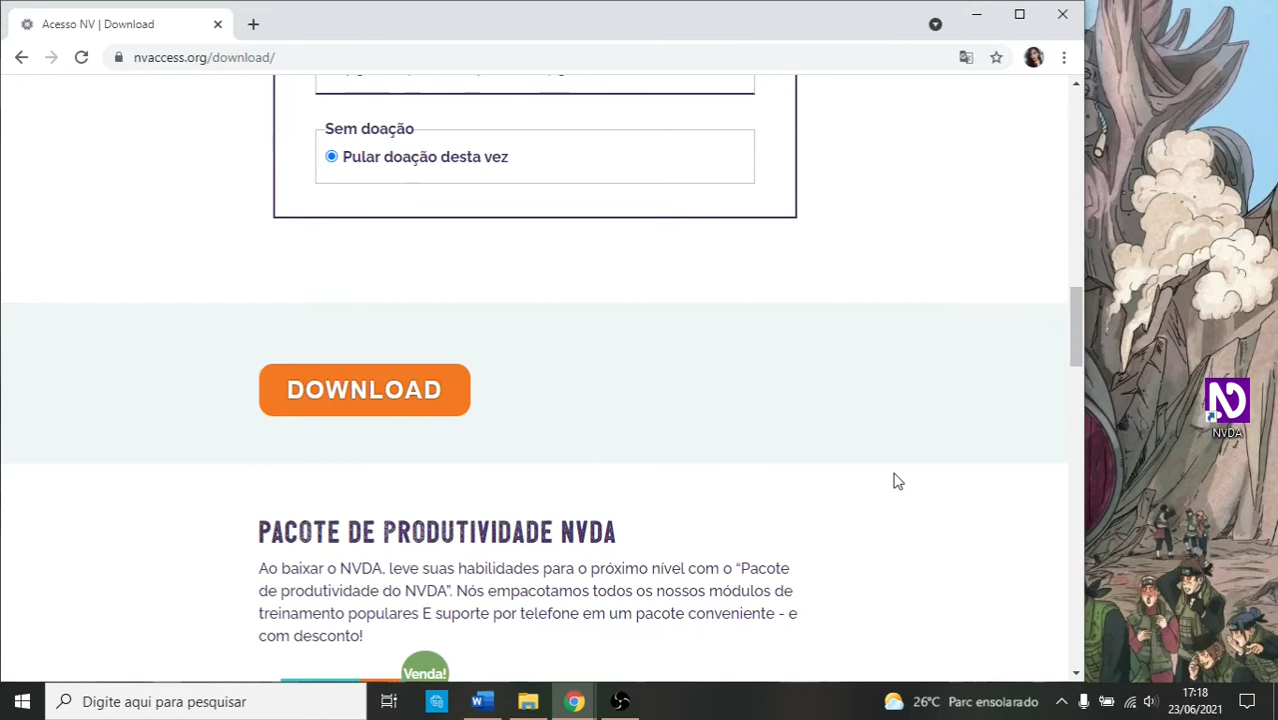 Acesso NV | Download
nvaccess.org/download/
Sem doação
Pular doação desta vez
DOWNLOAD
NVDA
PACOTE DE PRODUTIVIDADE NVDA
Ao baixar o NVDA, leve suas habilidades para o próximo nível com o “Pacote
de produtividade do NVDA”. Nós empacotamos todos os nossos módulos de
treinamento populares E suporte por telefone em um pacote conveniente - e
com desconto!
Venda!
Digite aqui para pesquisar
26°C Parc ensolarado
17:18
23/06/2021